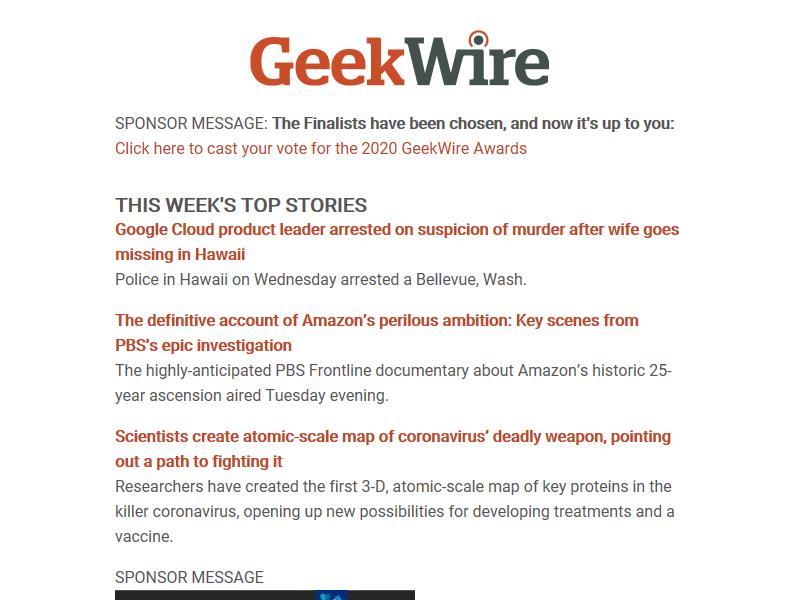 GeekWire
SPONSOR MESSAGE: The Finalists have been chosen, and now it's up to you:
Click here to cast your vote for the 2020 GeekWire Awards
THIS WEEK'S TOP STORIES
Google Cloud product leader arrested on suspicion of murder after wife goes
missing in Hawaii
Police in Hawaii on Wednesday arrested a Bellevue, Wash.
The definitive account of Amazon’s perilous ambition: Key scenes from
PBS’s epic investigation
The highly-anticipated PBS Frontline documentary about Amazon’s historic 25-
year ascension aired Tuesday evening.
Scientists create atomic-scale map of coronavirus’ deadly weapon, pointing
out a path to fighting it
Researchers have created the first 3-D, atomic-scale map of key proteins in the
killer coronavirus, opening up new possibilities for developing treatments and a
vaccine.
SPONSOR MESSAGE